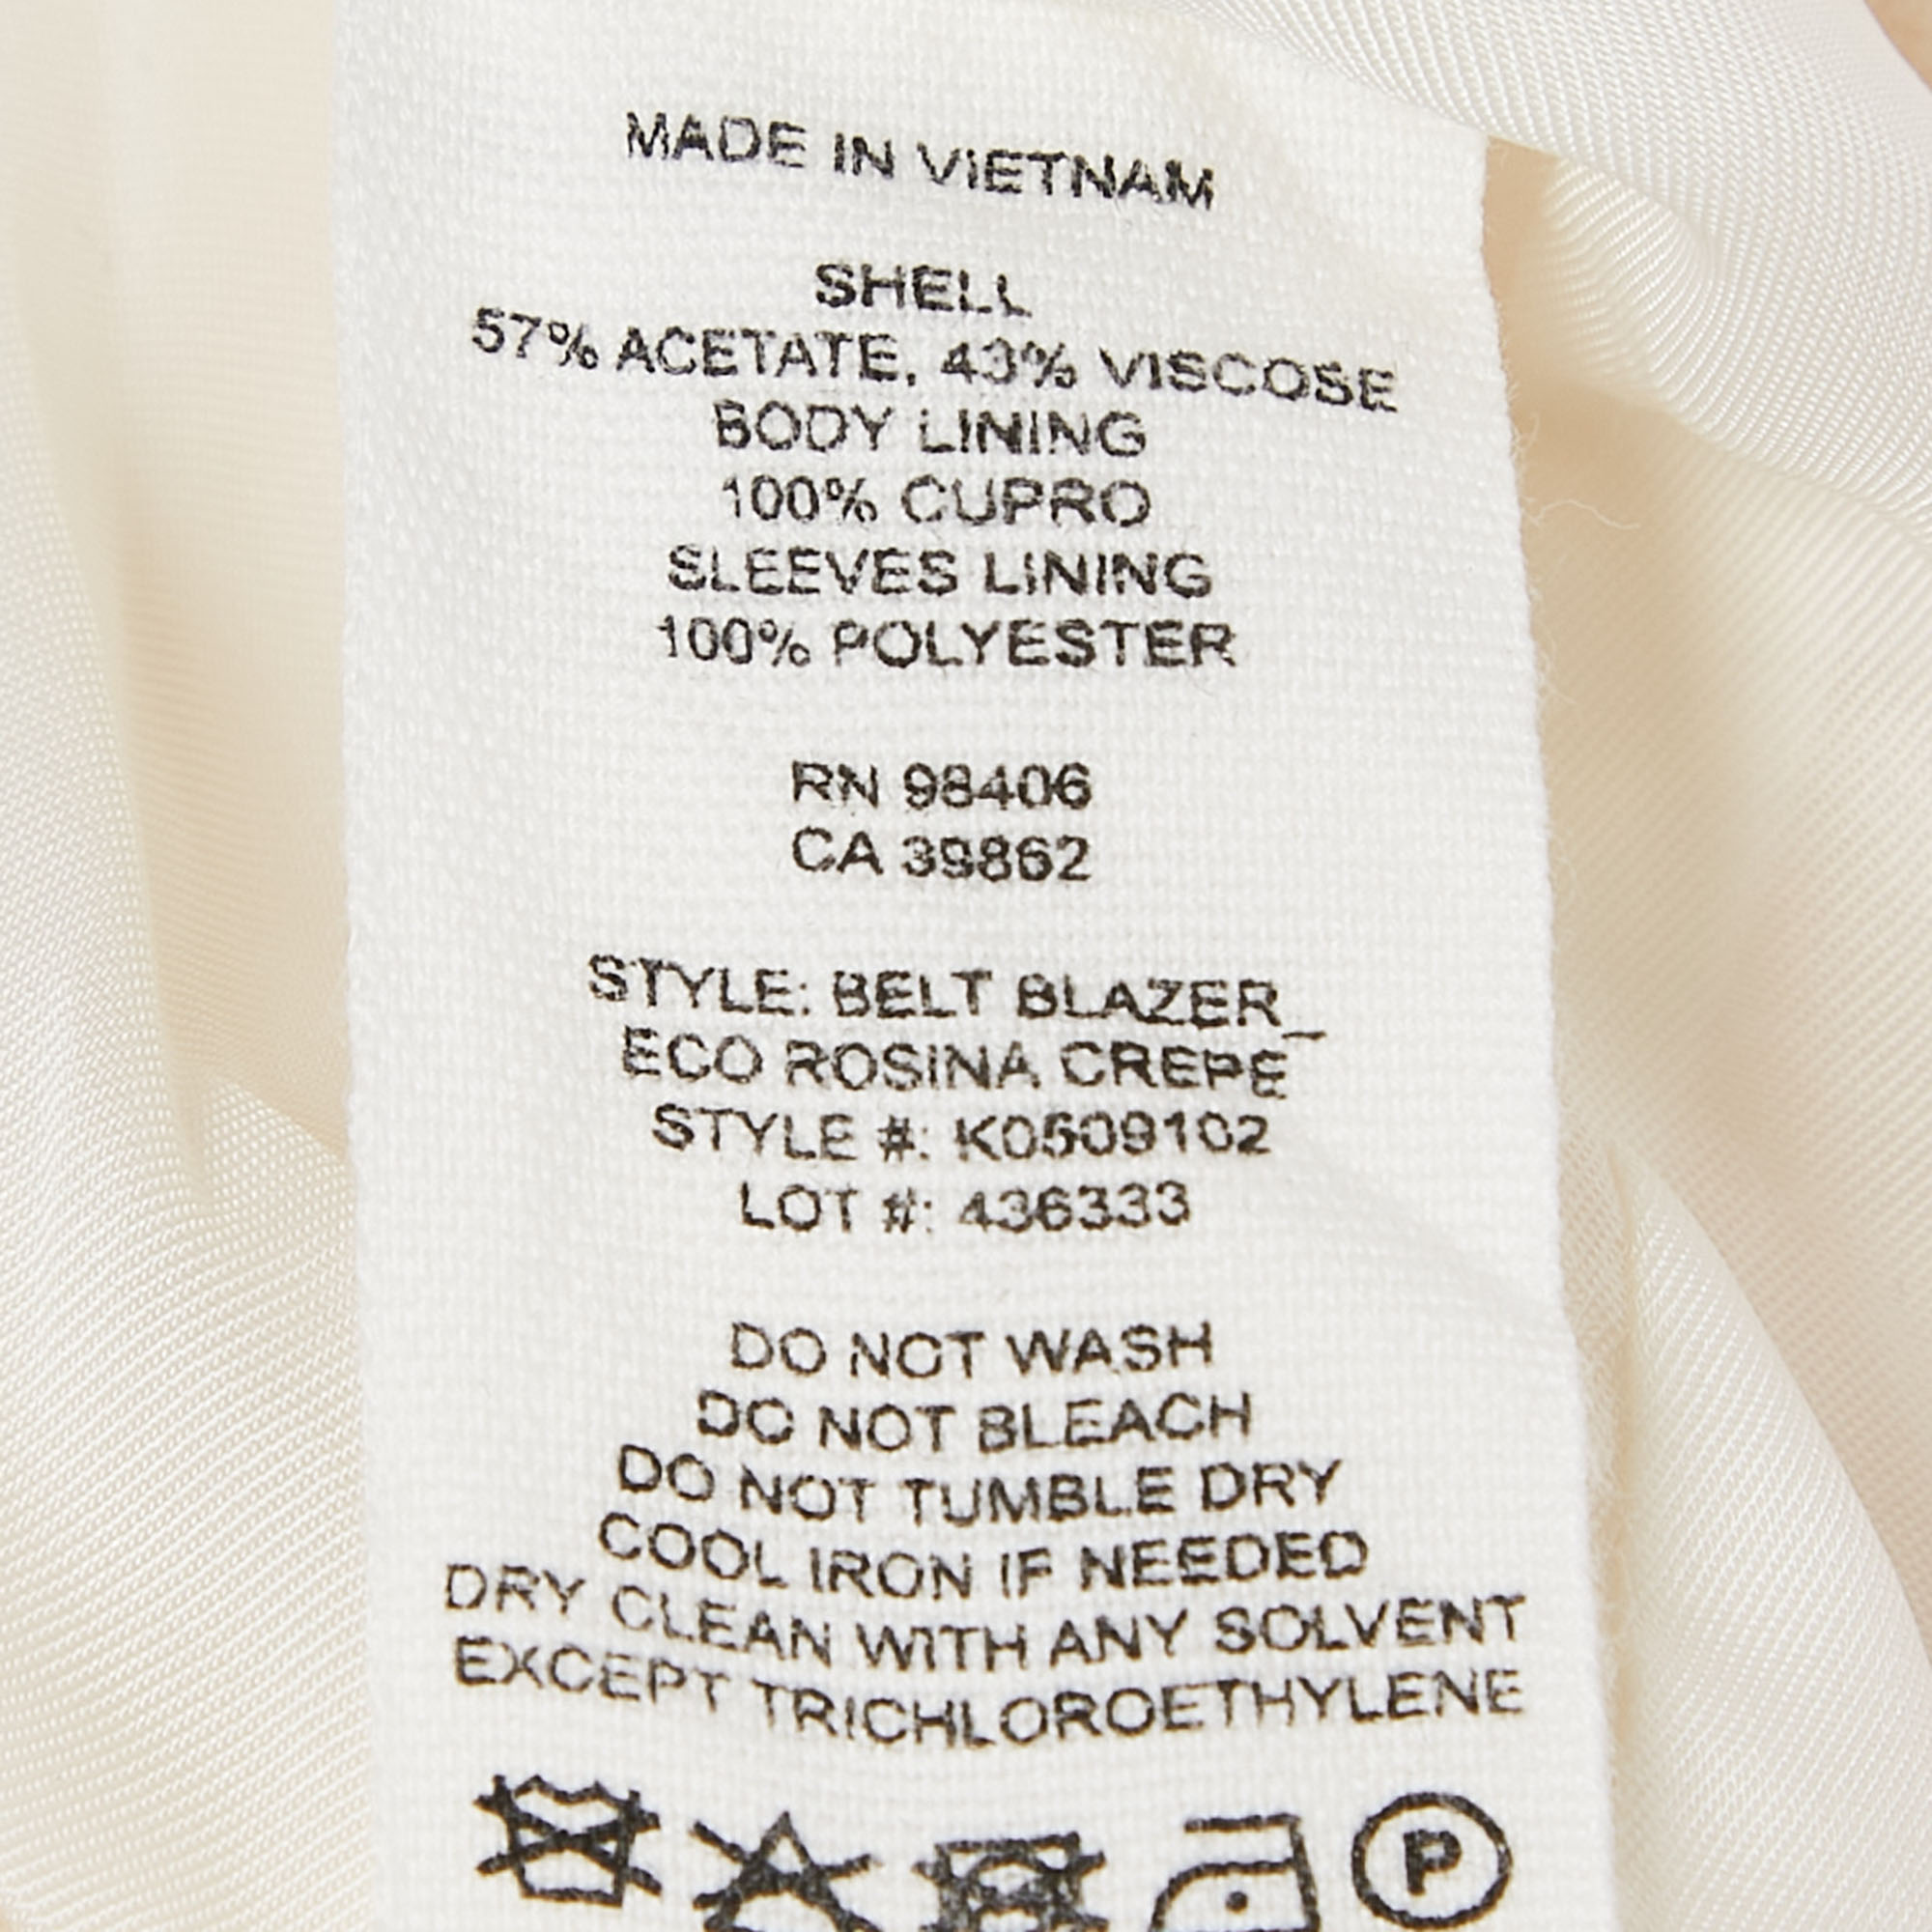 MADE IN VIETNAM
SHELL
57% ACETATE, 43% VISCOSE
BODY LINING
100% CUPRO
SLEEVES LINING
100% POLYESTER
RN 98406
CA 39862
STYLE: BELT BLAZER_
ECO ROSINA CREPE
STYLE #: K0509102
LOT #: 436333
DO NOT WASH
DO NOT BLEACH
DO NOT TUMBLE DRY
COOL IRON IF NEEDED
DRY CLEAN WITH ANY SOLVENT
EXCEPT TRICHLOROETHYLENE
P